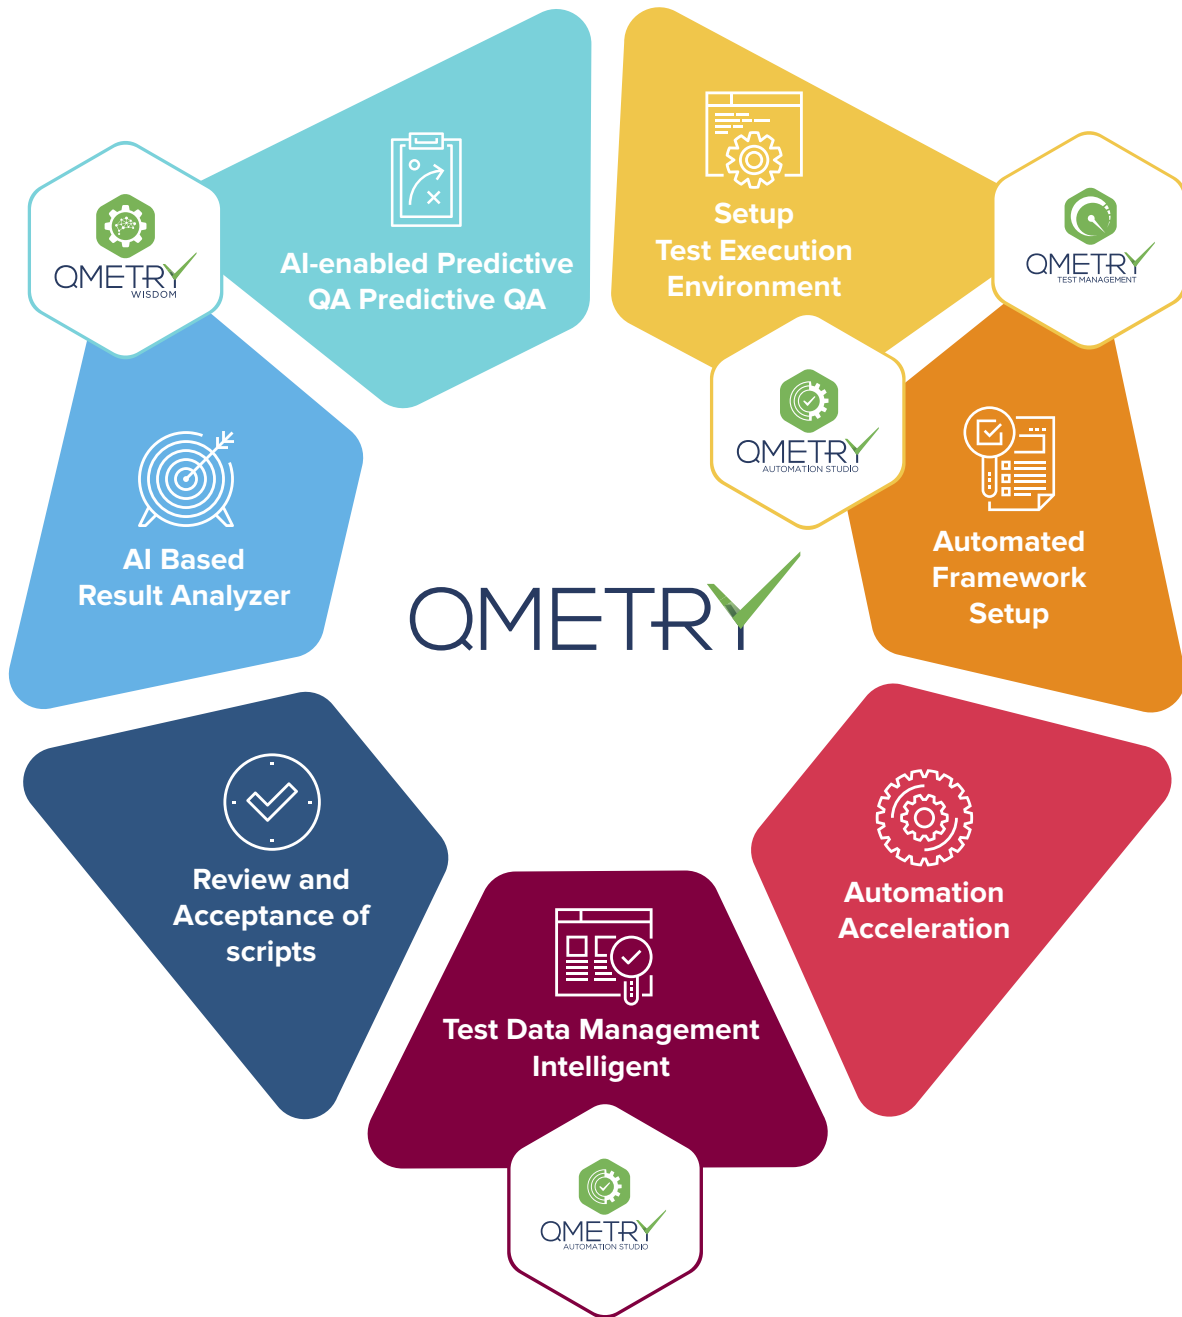 AI-enabled Predictive
QA Predictive QA
QMETRY
WISDOM
Setup
Test Execution
Environment
QMETRY
TEST MANAGEMENT
QMETRY
AUTOMATION STUDIO
Automated
Framework
Setup
AI Based
Result Analyzer
QMETRY
Automation
Acceleration
Review and
Acceptance of
scripts
Test Data Management
Intelligent
QMETRY
AUTOMATION STUDIO